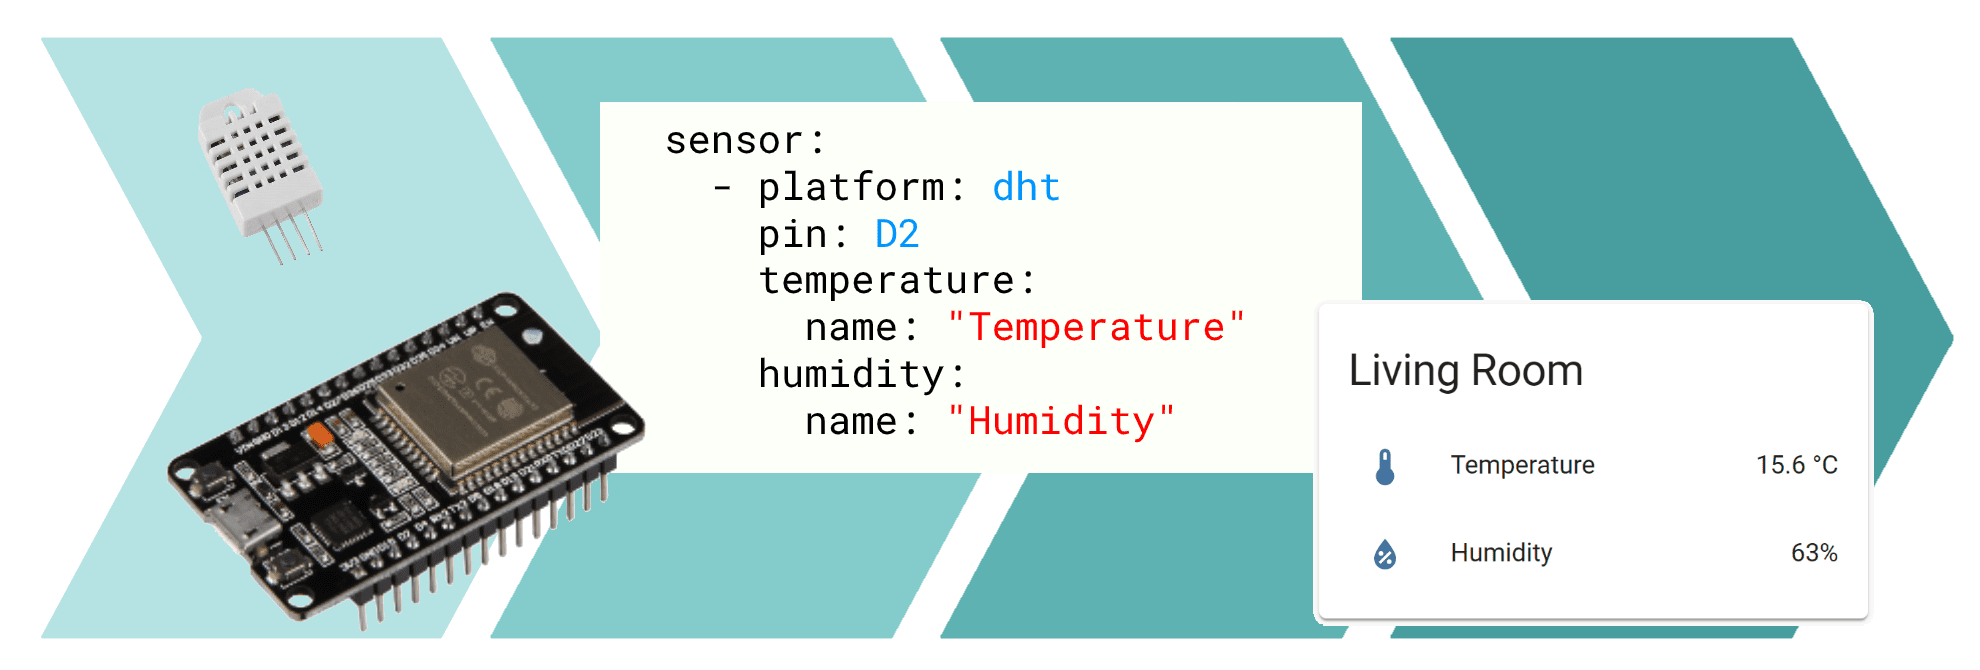 sensor:
- platform: dht
pin: D2
temperature:
name: "Temperature"
humidity:
name: "Humidity"
Living Room
Temperature 15.6 °C
Humidity 63%